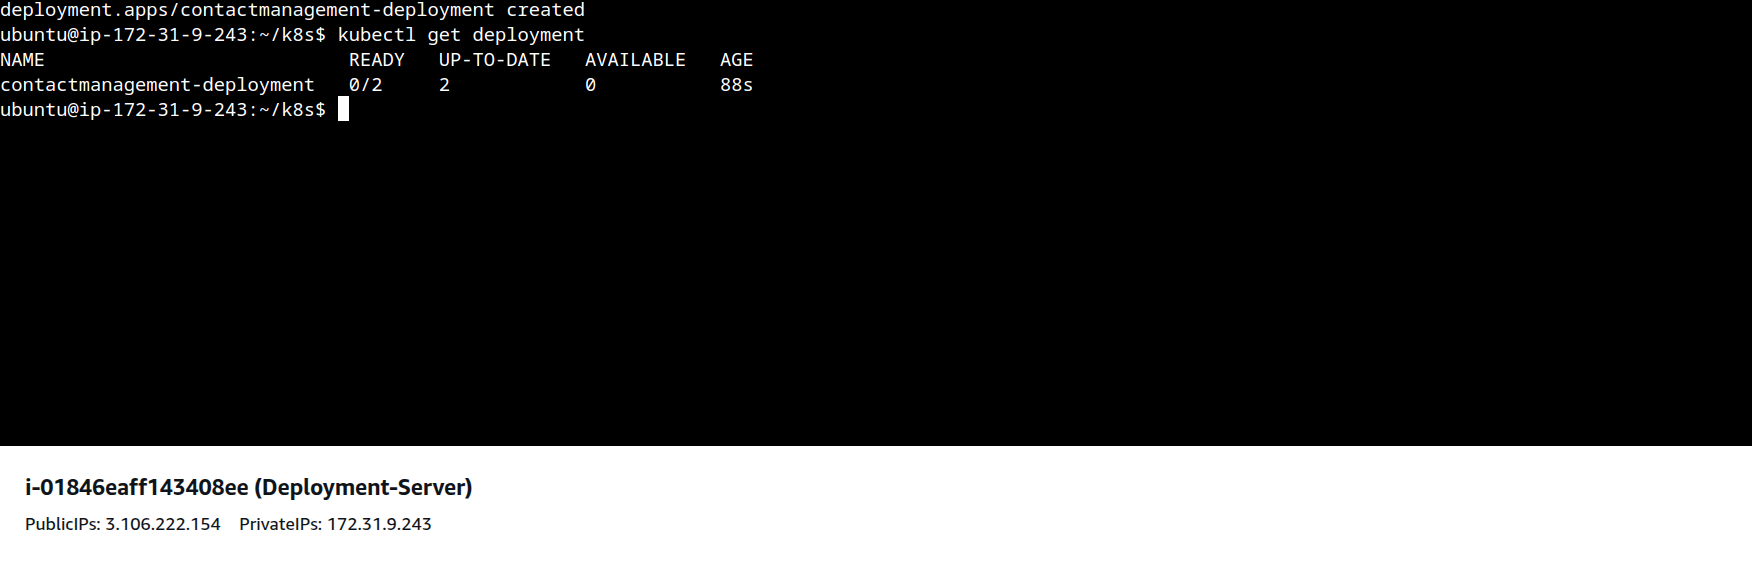 deployment.apps/contactmanagement-deployment created
ubuntu@ip-172-31-9-243:~/k8s$ kubectl get deployment
NAME                           READY   UP-TO-DATE   AVAILABLE   AGE
contactmanagement-deployment   0/2     2            0           88s
ubuntu@ip-172-31-9-243:~/k8s$
i-01846eaff143408ee (Deployment-Server)
PublicIPs: 3.106.222.154    PrivateIPs: 172.31.9.243